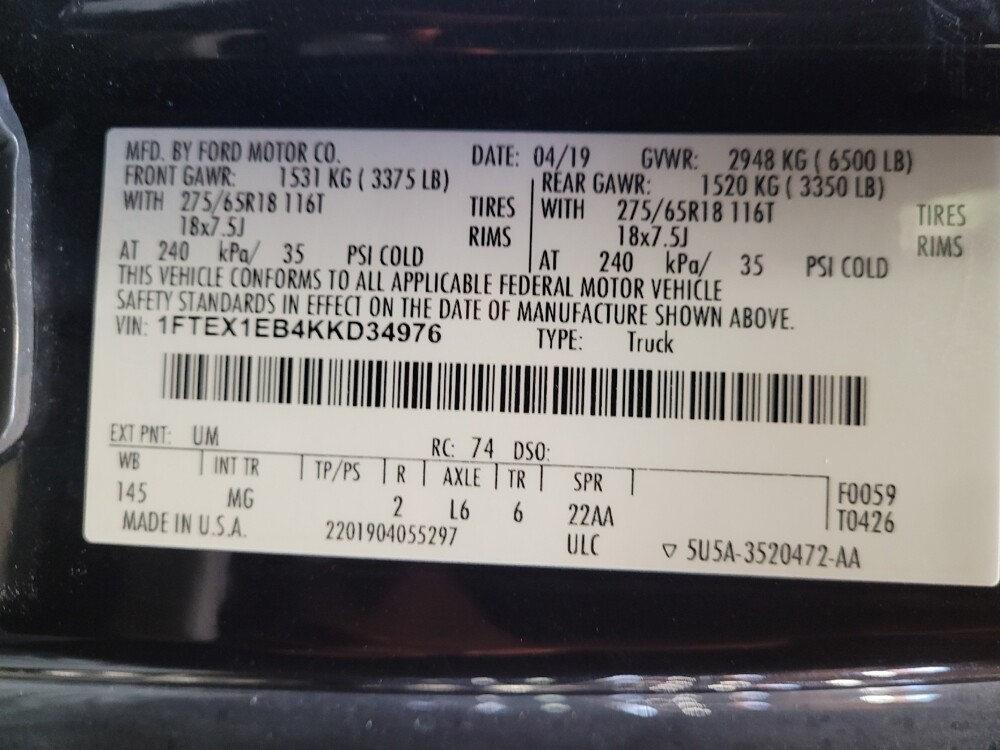 MFD. BY FORD MOTOR CO. DATE: 04/19 GVWR: 2948 KG ( 6500 LB)
FRONT GAWR: 1531 KG ( 3375 LB) REAR GAWR: 1520 KG ( 3350 LB)
WITH 275/65R18 116T TIRES WITH 275/65R18 116T TIRES
18x7.5J RIMS 18x7.5J RIMS
AT 240 kPa/ 35 PSI COLD AT 240 kPa/ 35 PSI COLD
THIS VEHICLE CONFORMS TO ALL APPLICABLE FEDERAL MOTOR VEHICLE
SAFETY STANDARDS IN EFFECT ON THE DATE OF MANUFACTURE SHOWN ABOVE.
VIN: 1FTEX1EB4KKD34976 TYPE: Truck
EXT PNT: UM RC: 74 DSO:
WB INT TR TP/PS R AXLE TR SPR F0059
145 MG 2 L6 6 22AA T0426
MADE IN U.S.A. 2201904055297 ULC ▽ 5U5A-3520472-AA